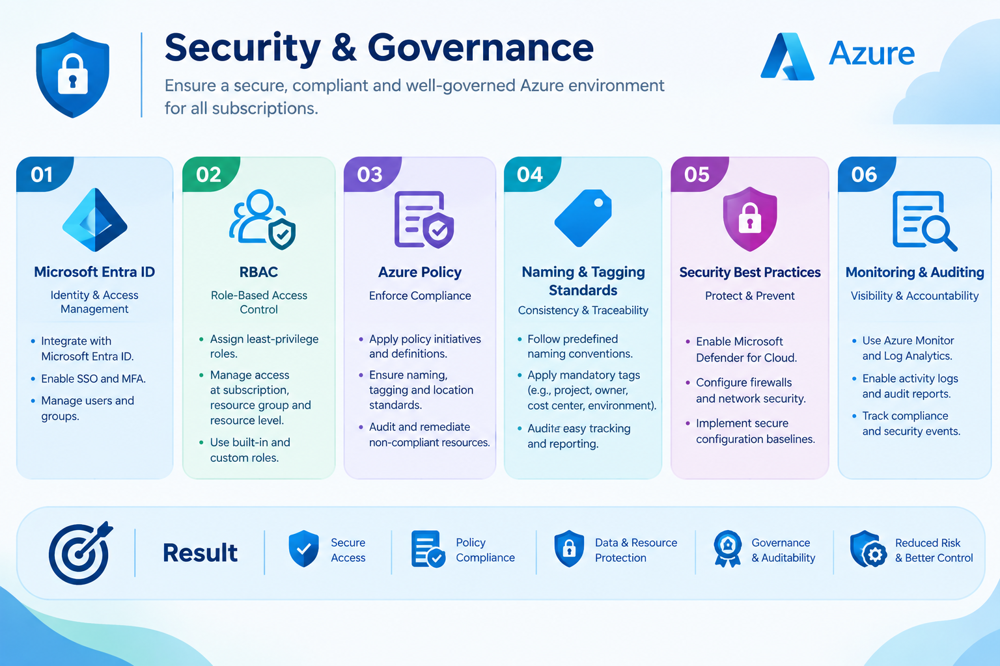 Security & Governance
Ensure a secure, compliant and well-governed Azure environment
for all subscriptions.
Azure
01
Microsoft Entra ID
Identity & Access
Management
• Integrate with
Microsoft Entra ID.
• Enable SSO and MFA.
• Manage users and
groups.
02
RBAC
Role-Based Access
Control
• Assign least-privilege
roles.
• Manage access
at subscription,
resource group and
resource level.
• Use built-in and
custom roles.
03
Azure Policy
Enforce Compliance
• Apply policy initiatives
and definitions.
• Ensure naming,
tagging and location
standards.
• Audit and remediate
non-compliant resources.
04
Naming & Tagging
Standards
Consistency & Traceability
• Follow predefined
naming conventions.
• Apply mandatory tags
(e.g., project, owner,
cost center, environment).
• easy tracking
and reporting.
05
Security Best Practices
Protect & Prevent
• Enable Microsoft
Defender for Cloud.
• Configure firewalls
and network security.
• Implement secure
configuration baselines.
06
Monitoring & Auditing
Visibility & Accountability
• Use Azure Monitor
and Log Analytics.
• Enable activity logs
and audit reports.
• Track compliance
and security events.
Result
Secure
Access
Policy
Compliance
Data & Resource
Protection
Governance
& Auditability
Reduced Risk
& Better Control